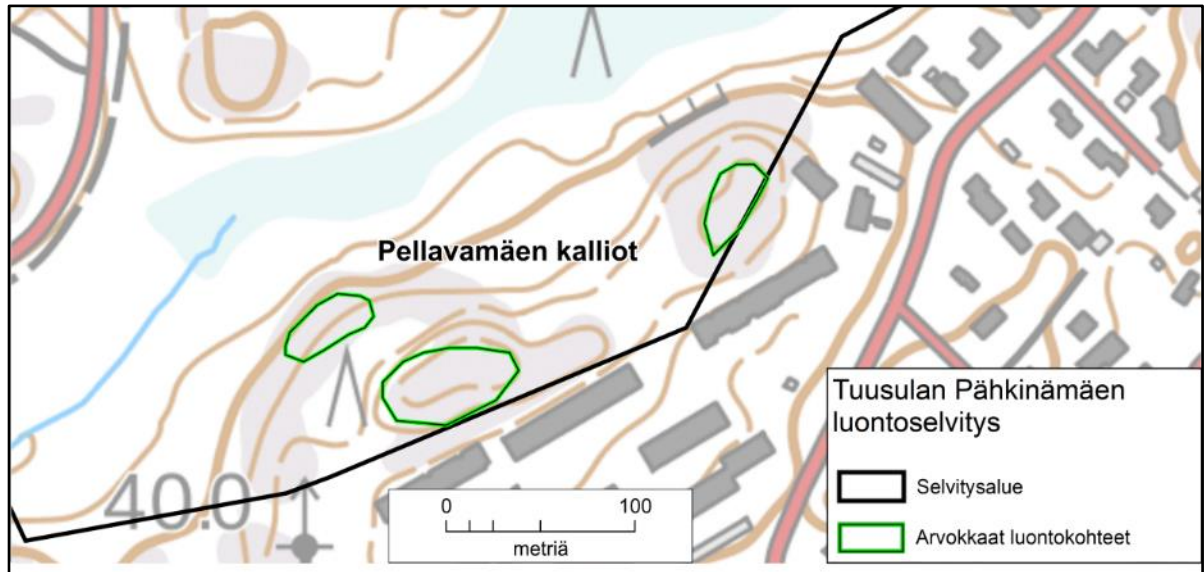 Pellavamäen kalliot
40.0
0 100
metriä
Tuusulan Pähkinämäen
luontoselvitys
Selvitysalue
Arvokkaat luontokohteet